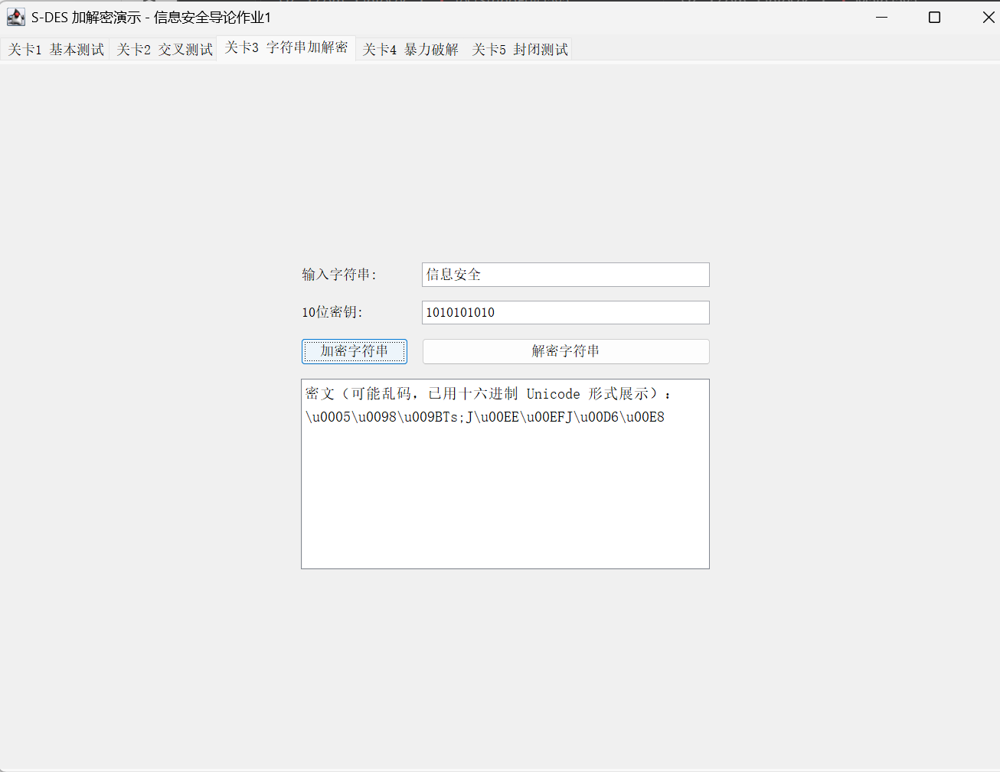 S-DES 加解密演示 - 信息安全导论作业1
关卡1 基本测试 关卡2 交叉测试 关卡3 字符串加解密 关卡4 暴力破解 关卡5 封闭测试
输入字符串: 信息安全
10位密钥: 1010101010
加密字符串 解密字符串
密文（可能乱码，已用十六进制 Unicode 形式展示）：
\u0005\u0098\u009BTs;J\u00EE\u00EFJ\u00D6\u00E8